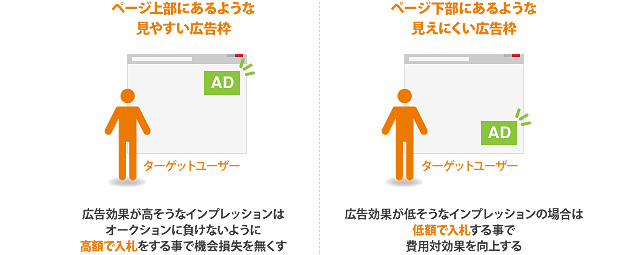 ページ上部にあるような
見やすい広告枠
AD
ターゲットユーザー
広告効果が高そうなインプレッションは
オークションに負けないように
高額で入札をする事で機会損失を無くす
ページ下部にあるような
見えにくい広告枠
AD
ターゲットユーザー
広告効果が低そうなインプレッションの場合は
低額で入札する事で
費用対効果を向上する